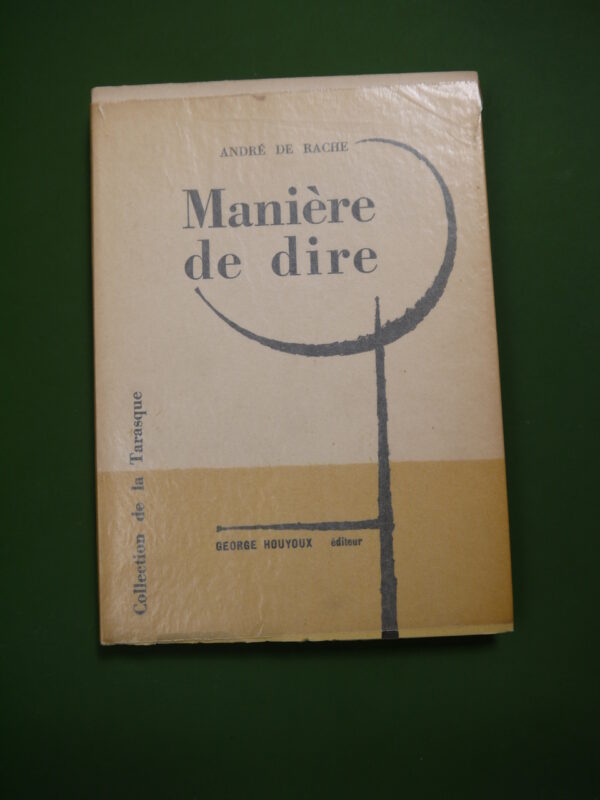 ANDRÉ DE RACHE
Manière
de dire
Collection de la Tarasque
GEORGE HOUYOUX éditeur